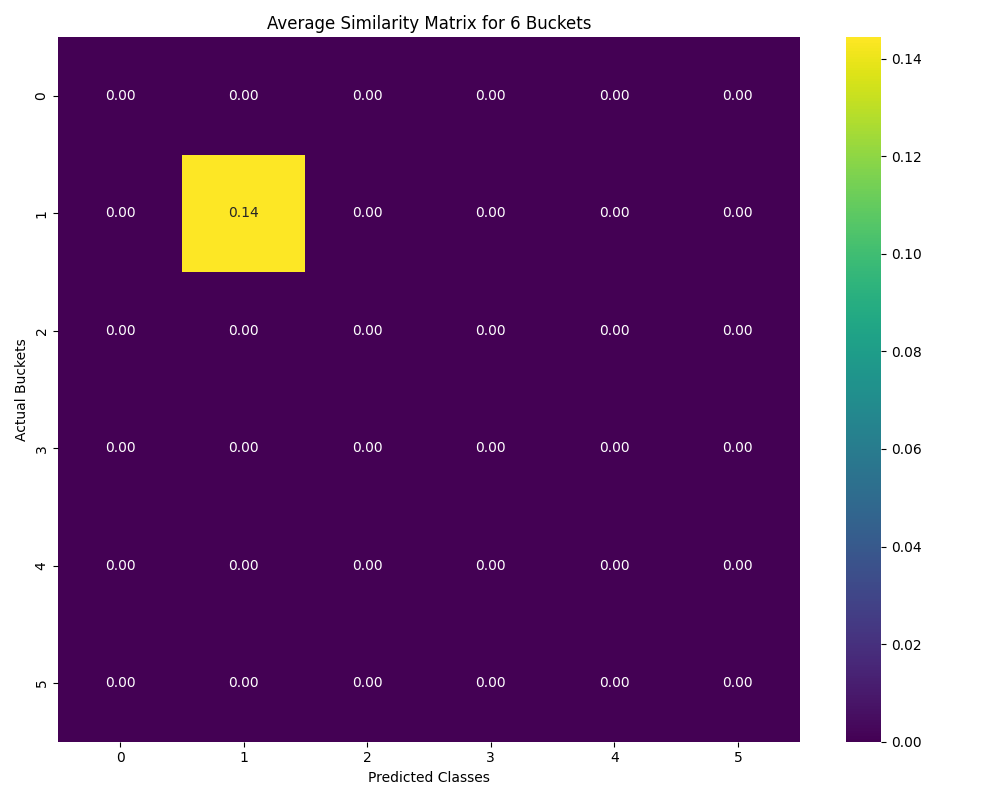 Average Similarity Matrix for 6 Buckets
0 0.00 0.00 0.00 0.00 0.00 0.00
1 0.00 0.14 0.00 0.00 0.00 0.00
2 0.00 0.00 0.00 0.00 0.00 0.00
3 0.00 0.00 0.00 0.00 0.00 0.00
4 0.00 0.00 0.00 0.00 0.00 0.00
5 0.00 0.00 0.00 0.00 0.00 0.00
0 1 2 3 4 5
Predicted Classes
Actual Buckets
0.14
0.12
0.10
0.08
0.06
0.04
0.02
0.00